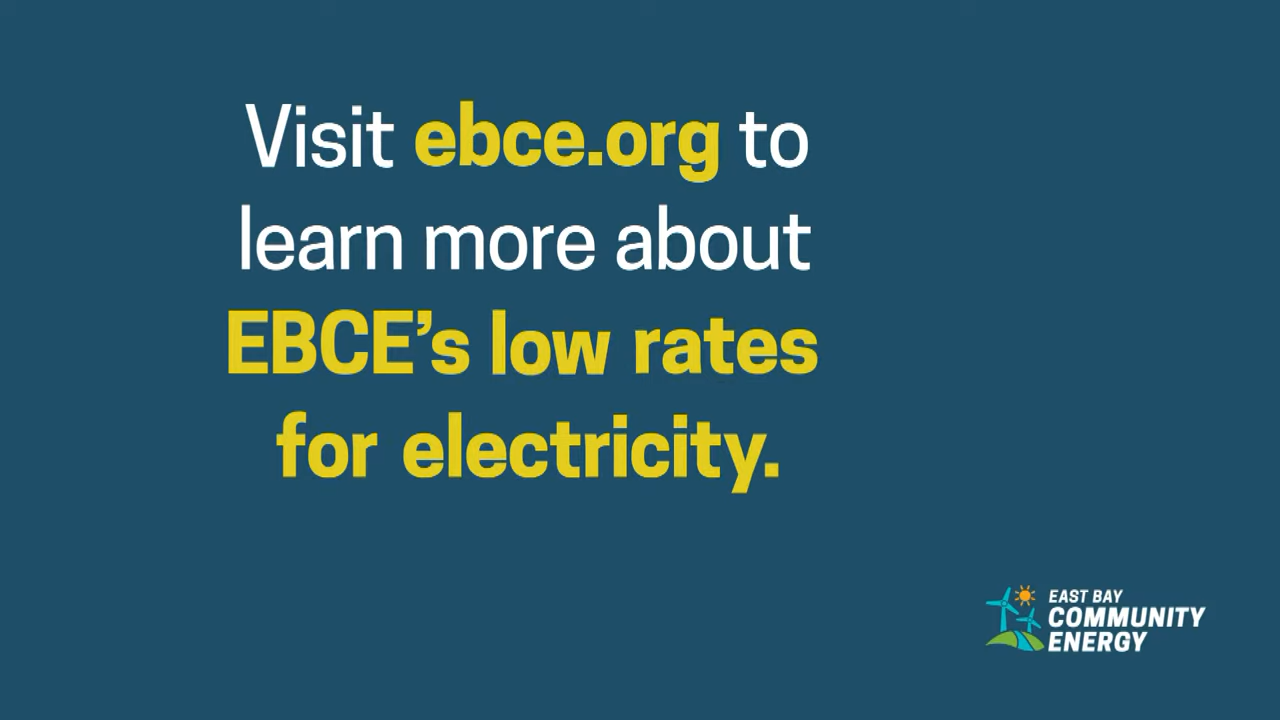 Visit ebce.org to
learn more about
EBCE’s low rates
for electricity.
EAST BAY
COMMUNITY
ENERGY